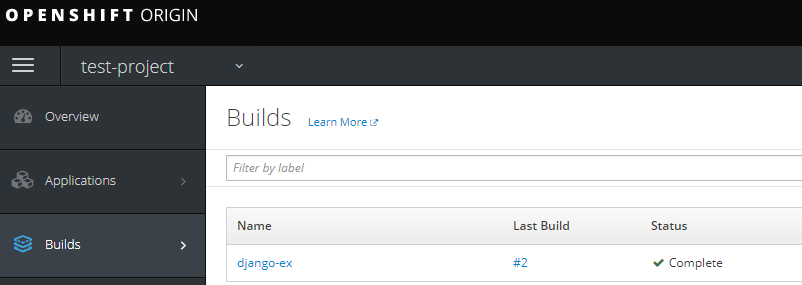 OPENSHIFT ORIGIN
test-project
Overview
Applications
Builds
Builds Learn More
Filter by label
Name Last Build Status
django-ex #2 Complete